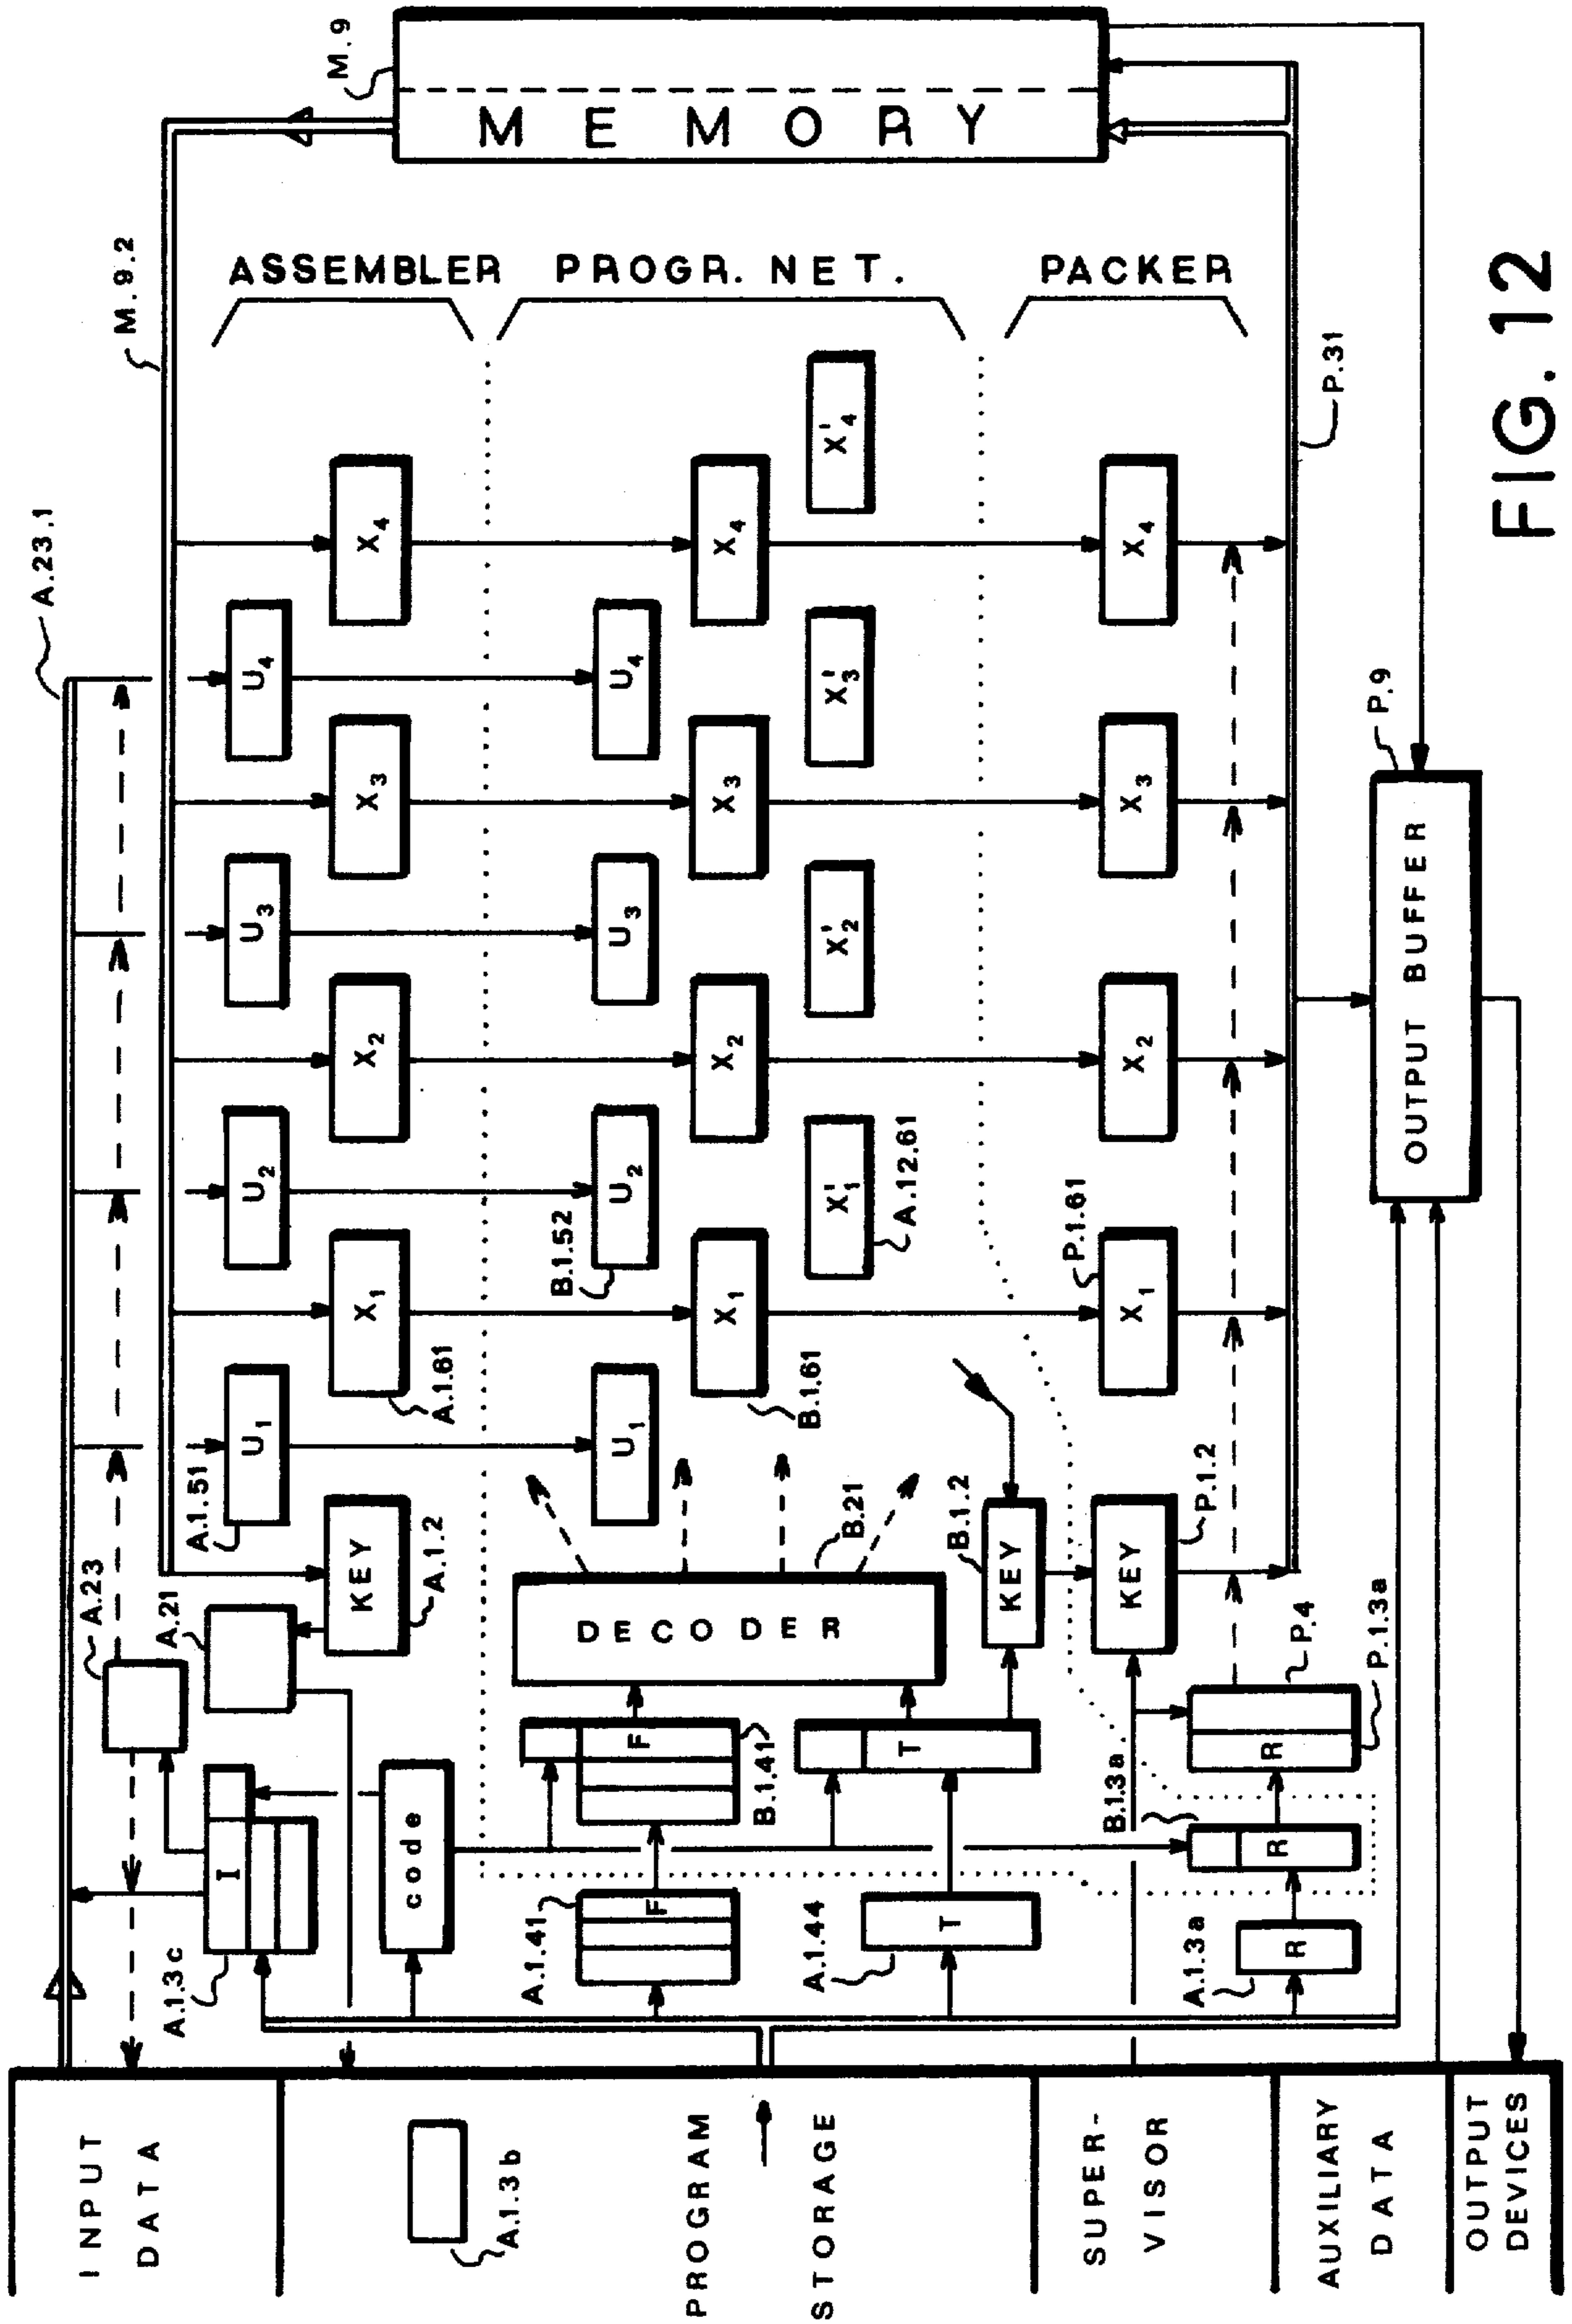 M.9
MEMORY
M.9.2
A.23.1
ASSEMBLER
PROGR. NET.
PACKER
P.31
X4
X4
X'4
X4
U4
U4
X3
X3
X'3
X3
U3
U3
X2
X2
X'2
X2
U2
U2
B.1.52
X1
A.1.61
X1
B.1.61
X'1
A.12.61
X1
P.1.61
U1
A.1.51
U1
P.9
OUTPUT BUFFER
A.23
A.21
KEY
A.1.2
DECODER
B.21
KEY
B.1.2
KEY
P.1.2
I
A.1.3c
code
F
B.1.41
T
R
B.1.3a
R
P.4
P.1.3a
F
A.1.41
T
A.1.44
R
A.1.3a
INPUT
DATA
A.1.3b
PROGRAM
STORAGE
SUPER-
VISOR
AUXILIARY
DATA
OUTPUT
DEVICES
FIG. 12